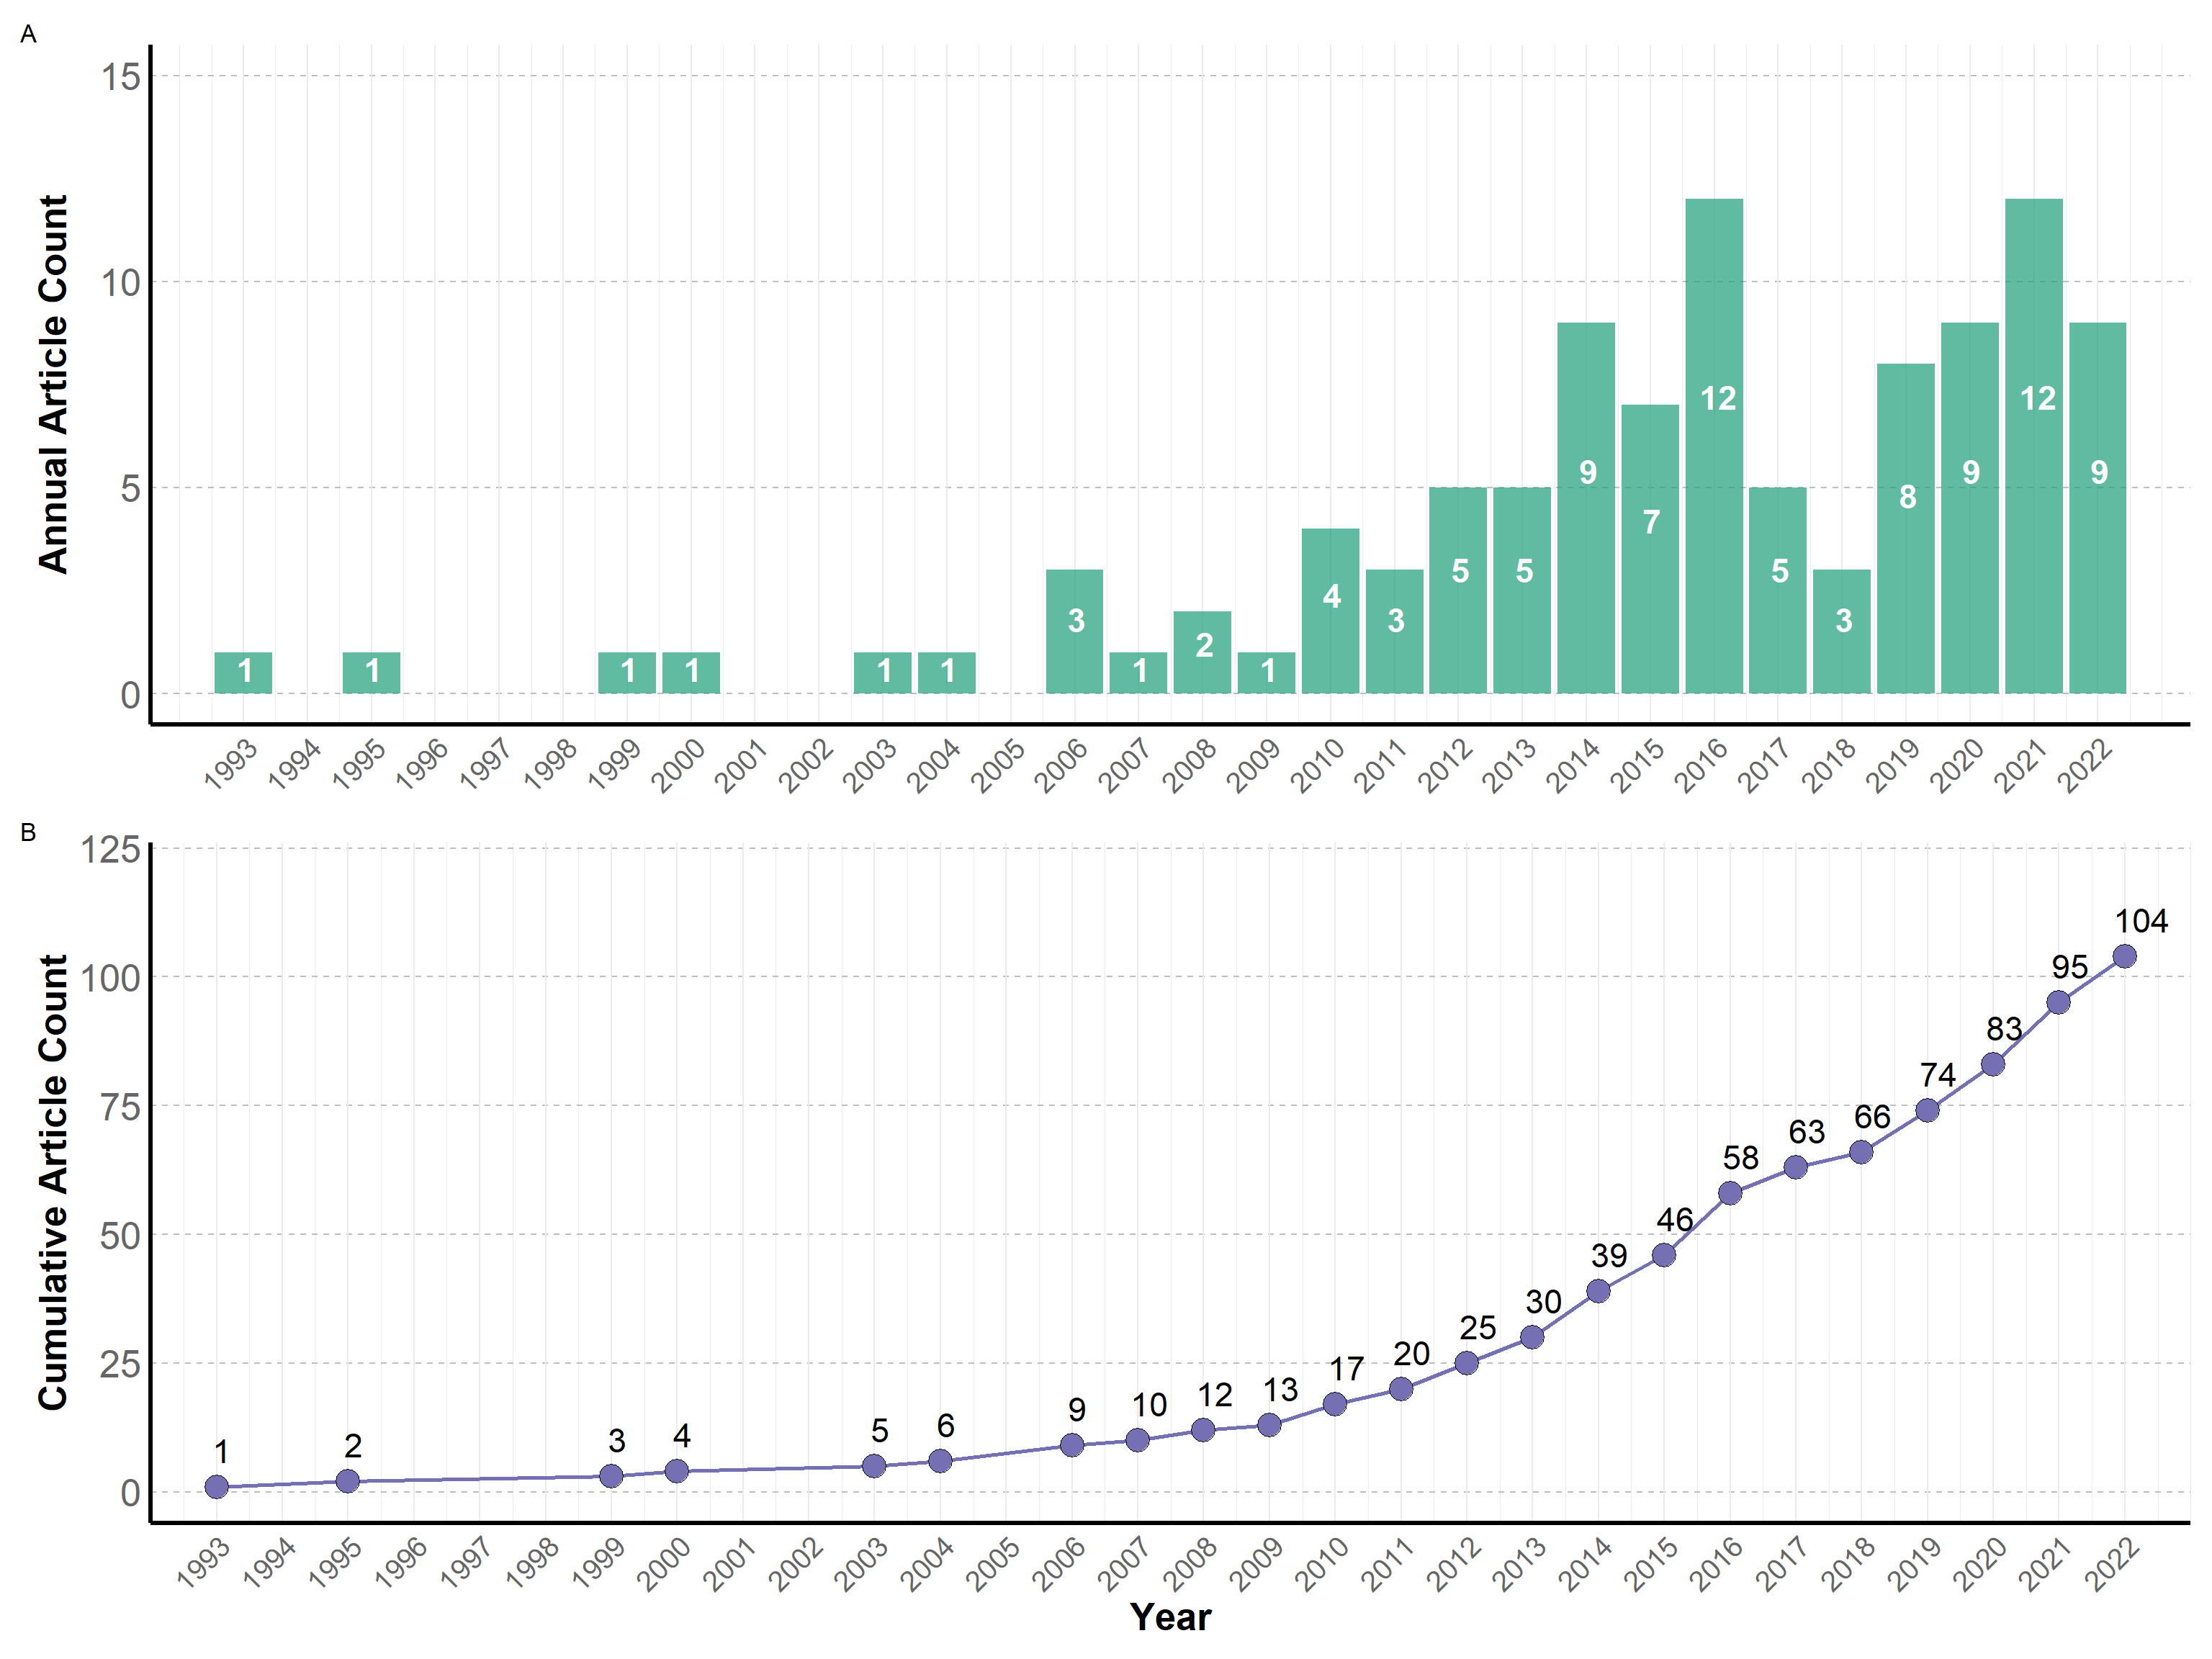 A
Annual Article Count
15
10
5
0
1 1 1 1 1 1 3 1 2 1 4 3 5 5 9 7 12 5 3 8 9 12 9
1993 1994 1995 1996 1997 1998 1999 2000 2001 2002 2003 2004 2005 2006 2007 2008 2009 2010 2011 2012 2013 2014 2015 2016 2017 2018 2019 2020 2021 2022
B
Cumulative Article Count
125
100
75
50
25
0
1 2 3 4 5 6 9 10 12 13 17 20 25 30 39 46 58 63 66 74 83 95 104
1993 1994 1995 1996 1997 1998 1999 2000 2001 2002 2003 2004 2005 2006 2007 2008 2009 2010 2011 2012 2013 2014 2015 2016 2017 2018 2019 2020 2021 2022
Year